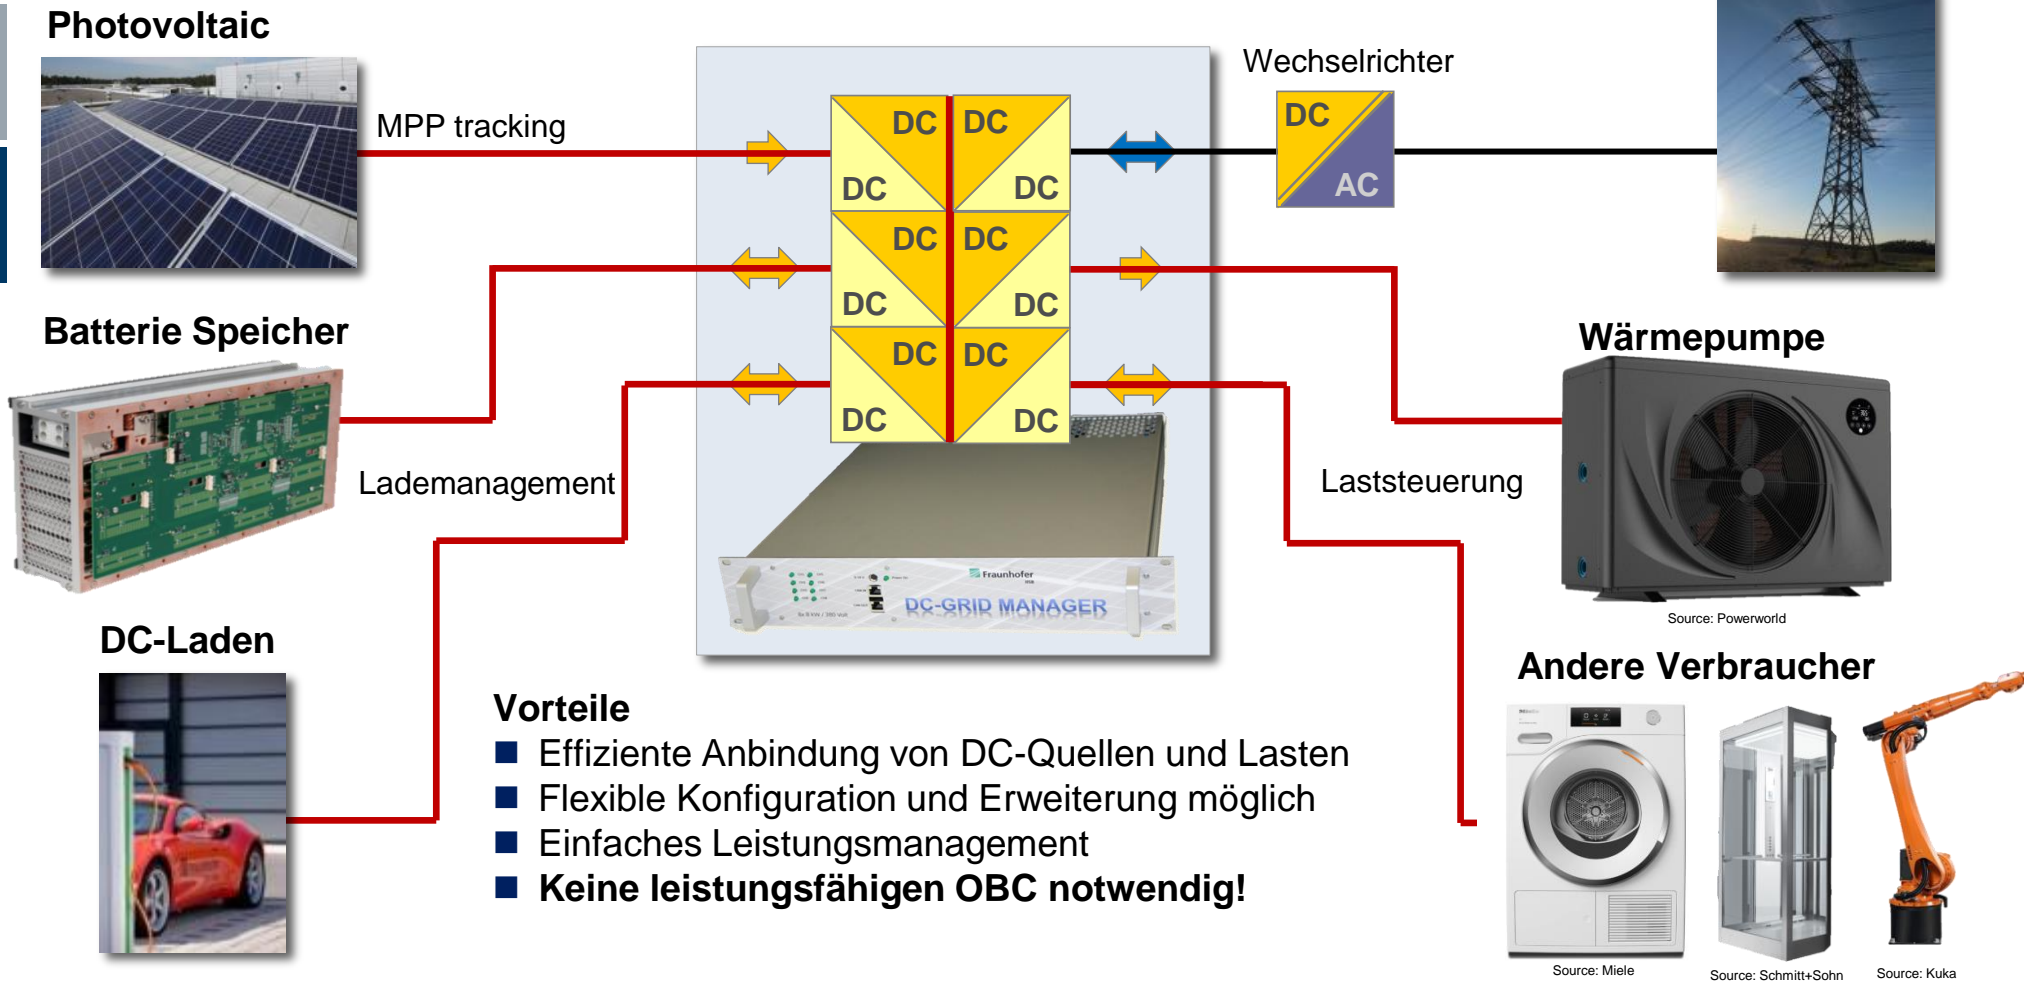 Photovoltaic
MPP tracking
Wechselrichter
DC DC
DC DC
DC
AC
DC DC
DC DC
DC DC
DC DC
Batterie Speicher
Lademanagement
DC-Laden
Fraunhofer
IISB
DC-GRID MANAGER
Wärmepumpe
Laststeuerung
Source: Powerworld
Andere Verbraucher
Source: Miele
Source: Schmitt+Sohn
Source: Kuka
Vorteile
Effiziente Anbindung von DC-Quellen und Lasten
Flexible Konfiguration und Erweiterung möglich
Einfaches Leistungsmanagement
Keine leistungsfähigen OBC notwendig!